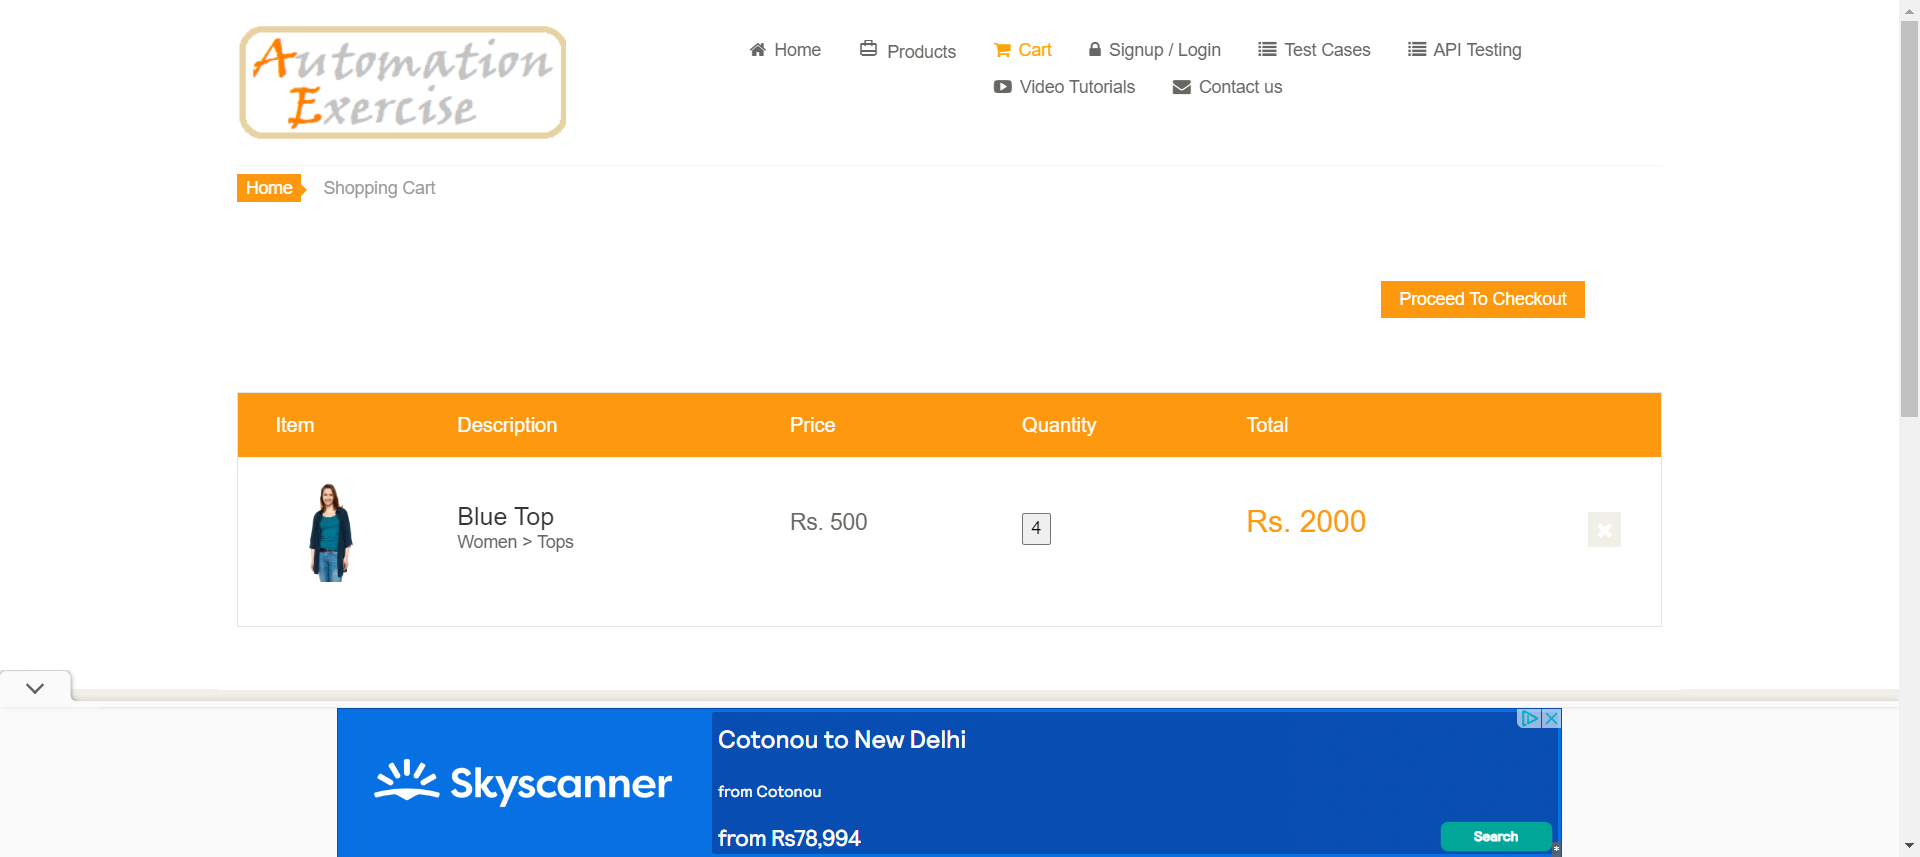 Automation
Exercise
Home
Products
Cart
Signup / Login
Test Cases
API Testing
Video Tutorials
Contact us
Home
Shopping Cart
Proceed To Checkout
Item Description Price Quantity Total
Blue Top
Women > Tops
Rs. 500
4
Rs. 2000
Skyscanner
Cotonou to New Delhi
from Cotonou
from Rs78,994
Search